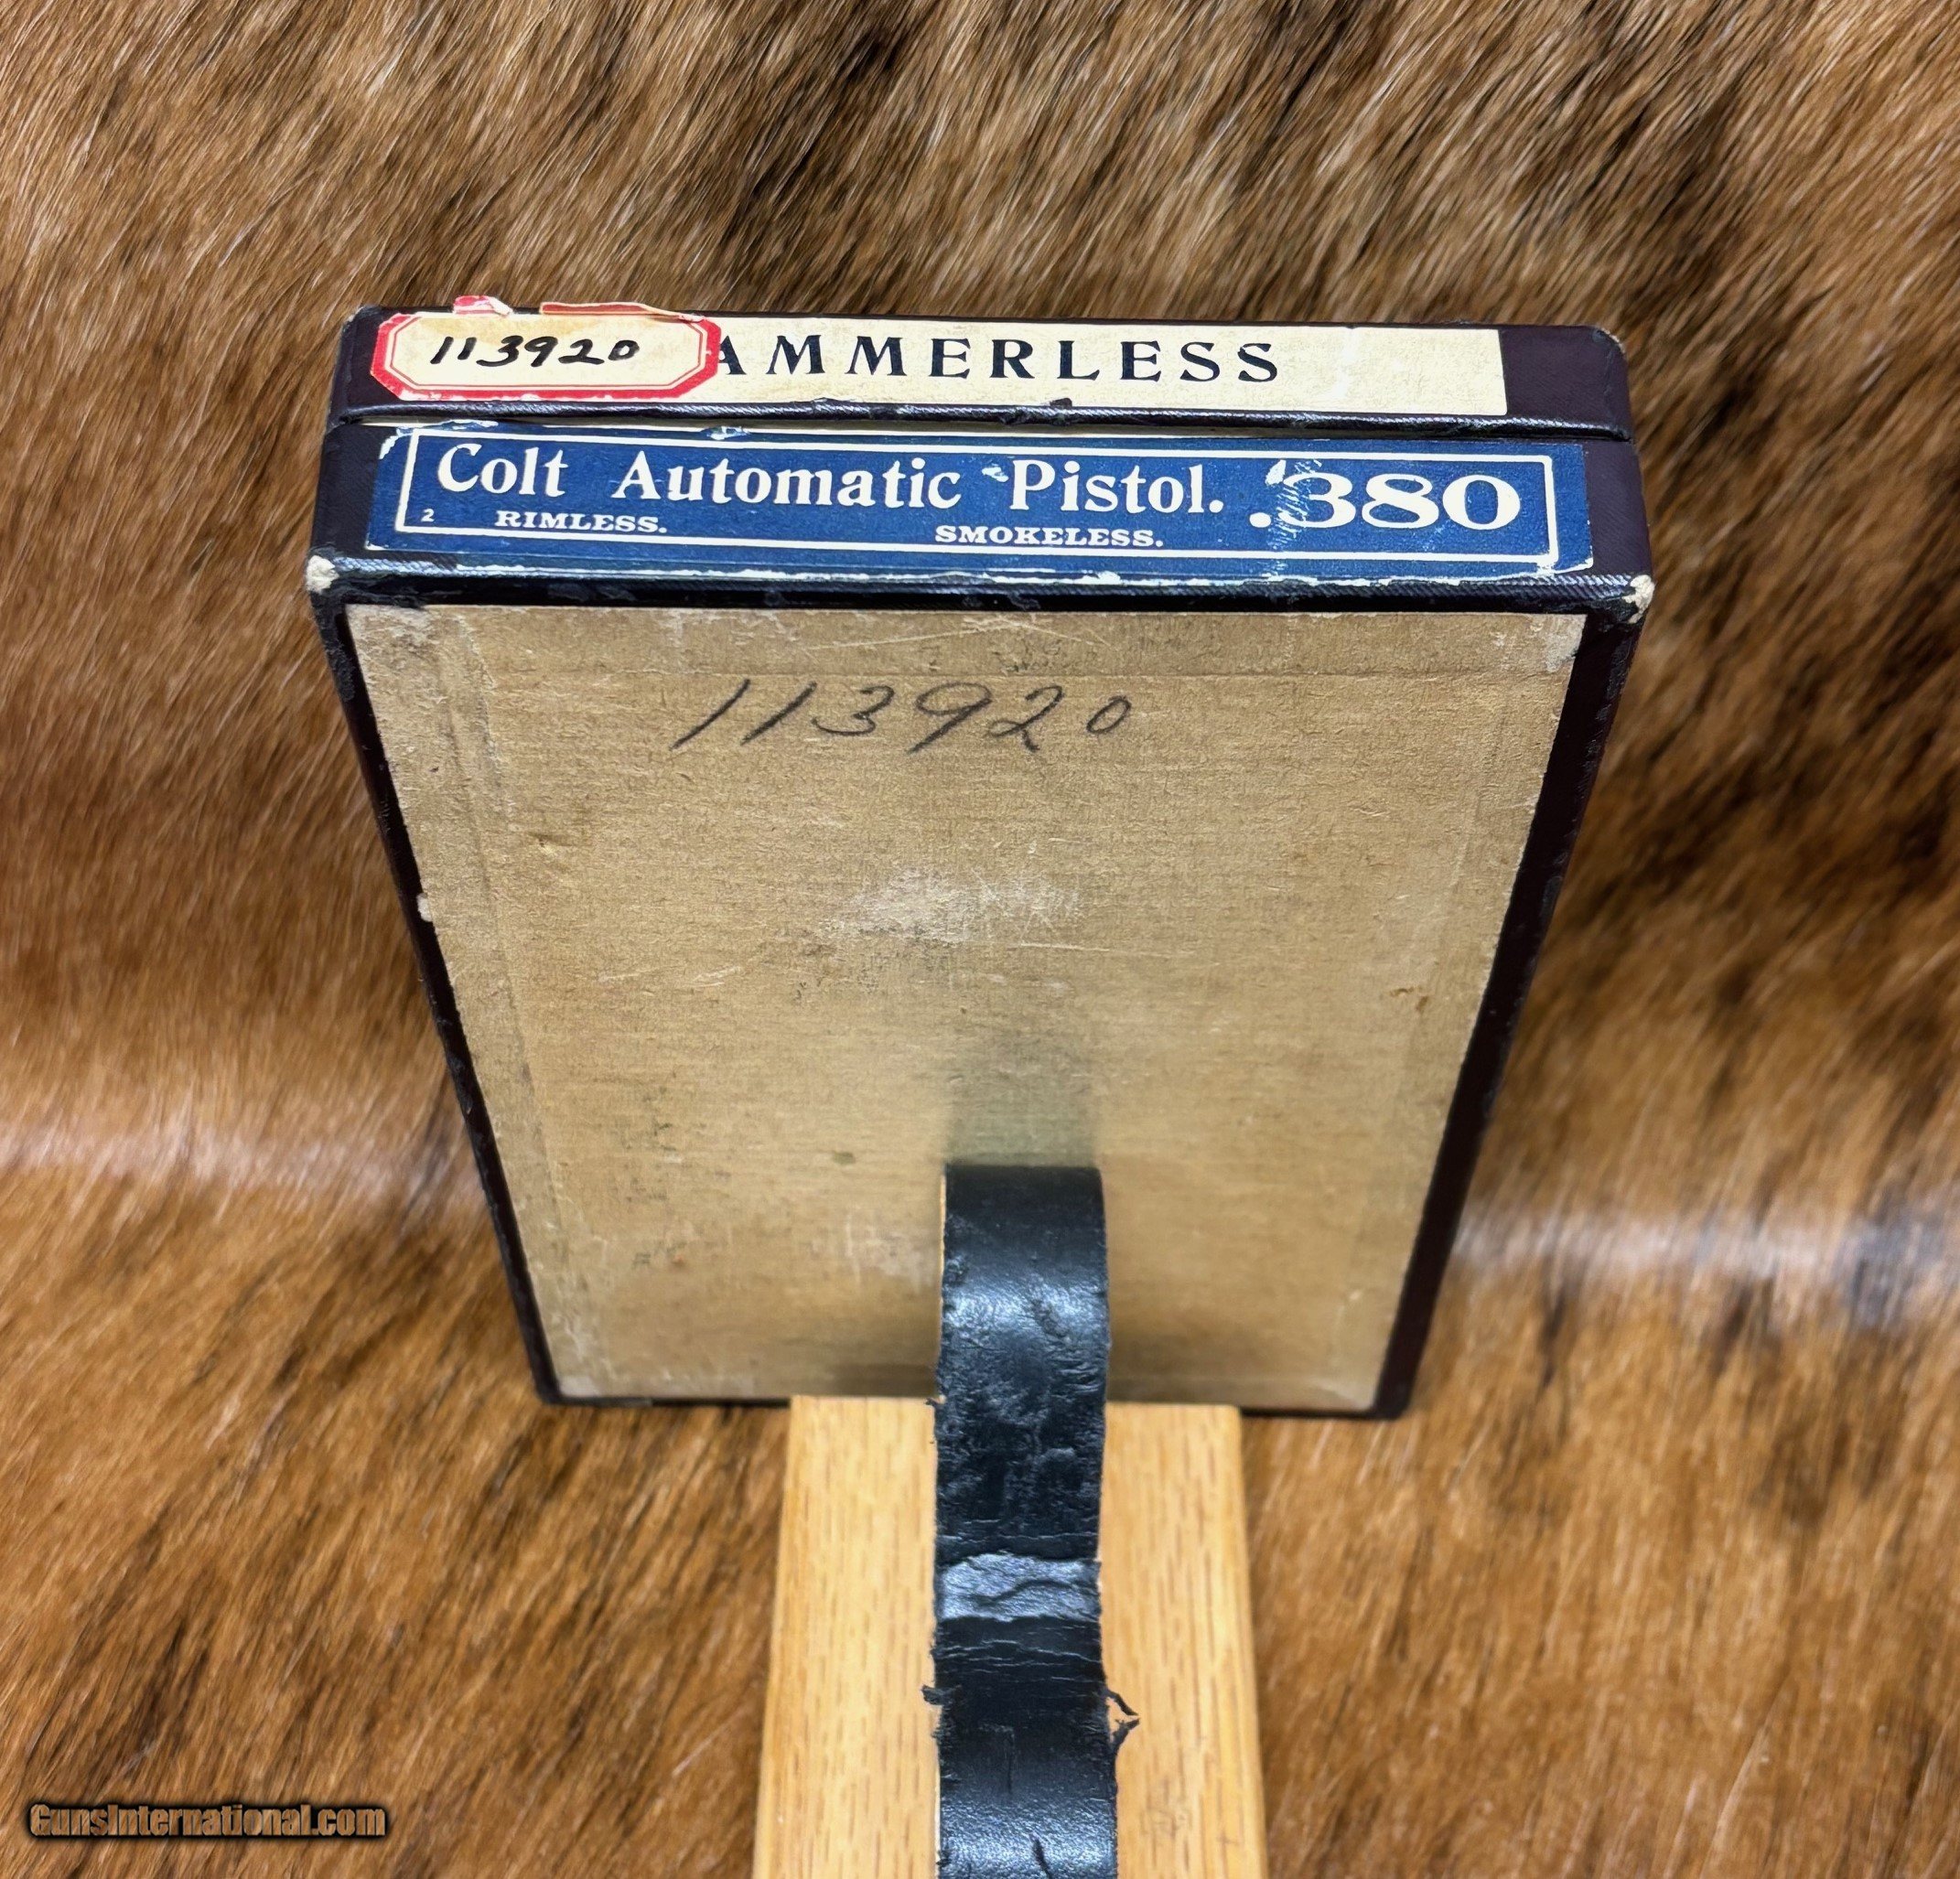 113920
AMMERLESS
Colt Automatic Pistol. .380
2 RIMLESS. SMOKELESS.
113920
GunsInternational.com